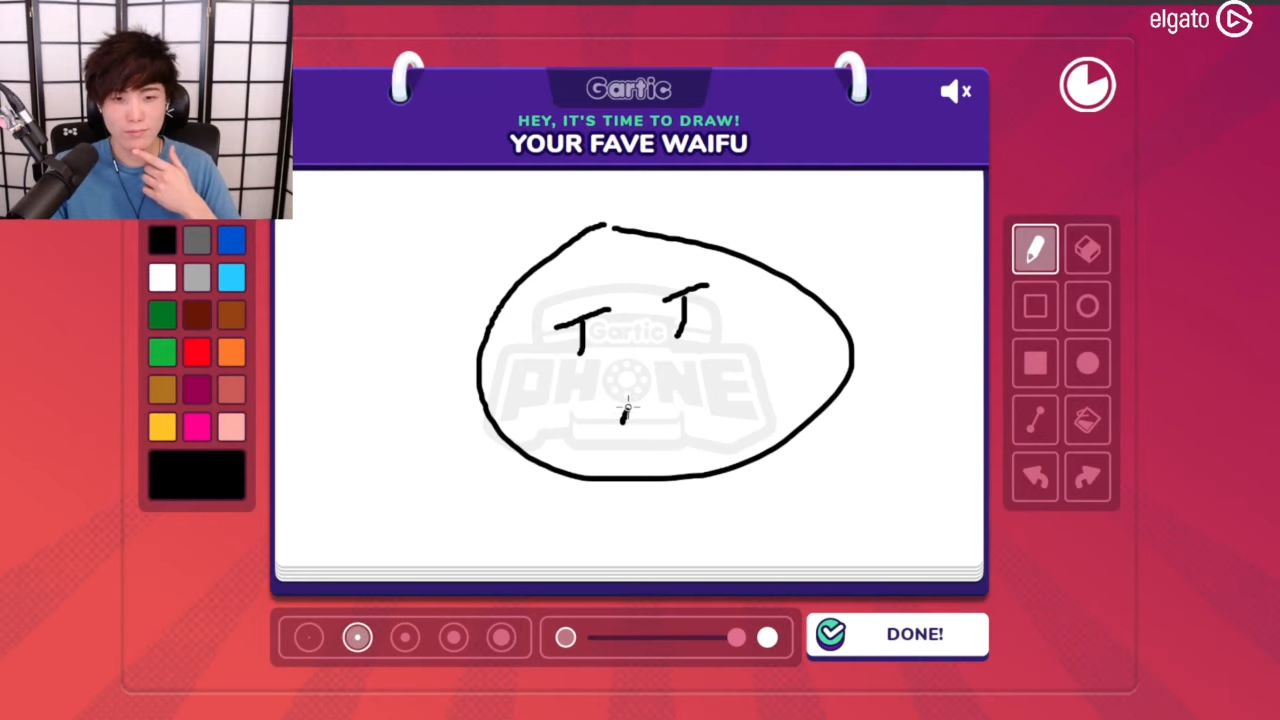 elgato
Gartic
HEY, IT'S TIME TO DRAW!
YOUR FAVE WAIFU
T T
Gartic
PHONE
DONE!